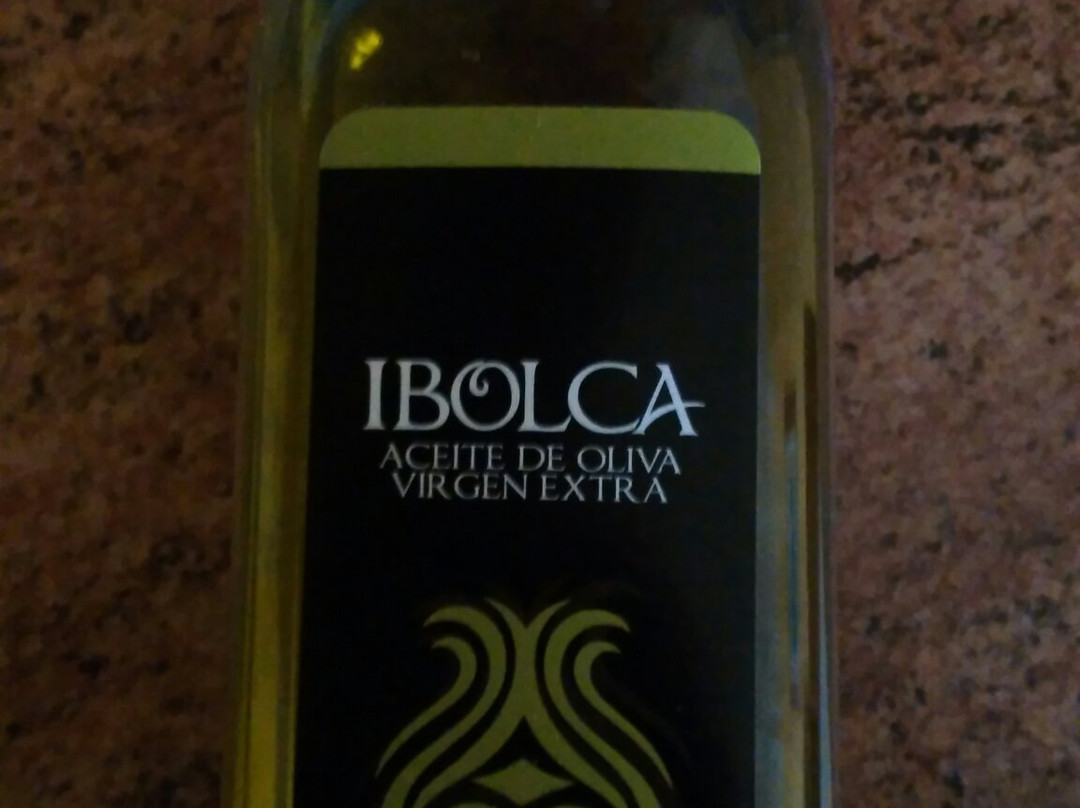 IBOLCA
ACEITE DE OLIVA
VIRGEN EXTRA